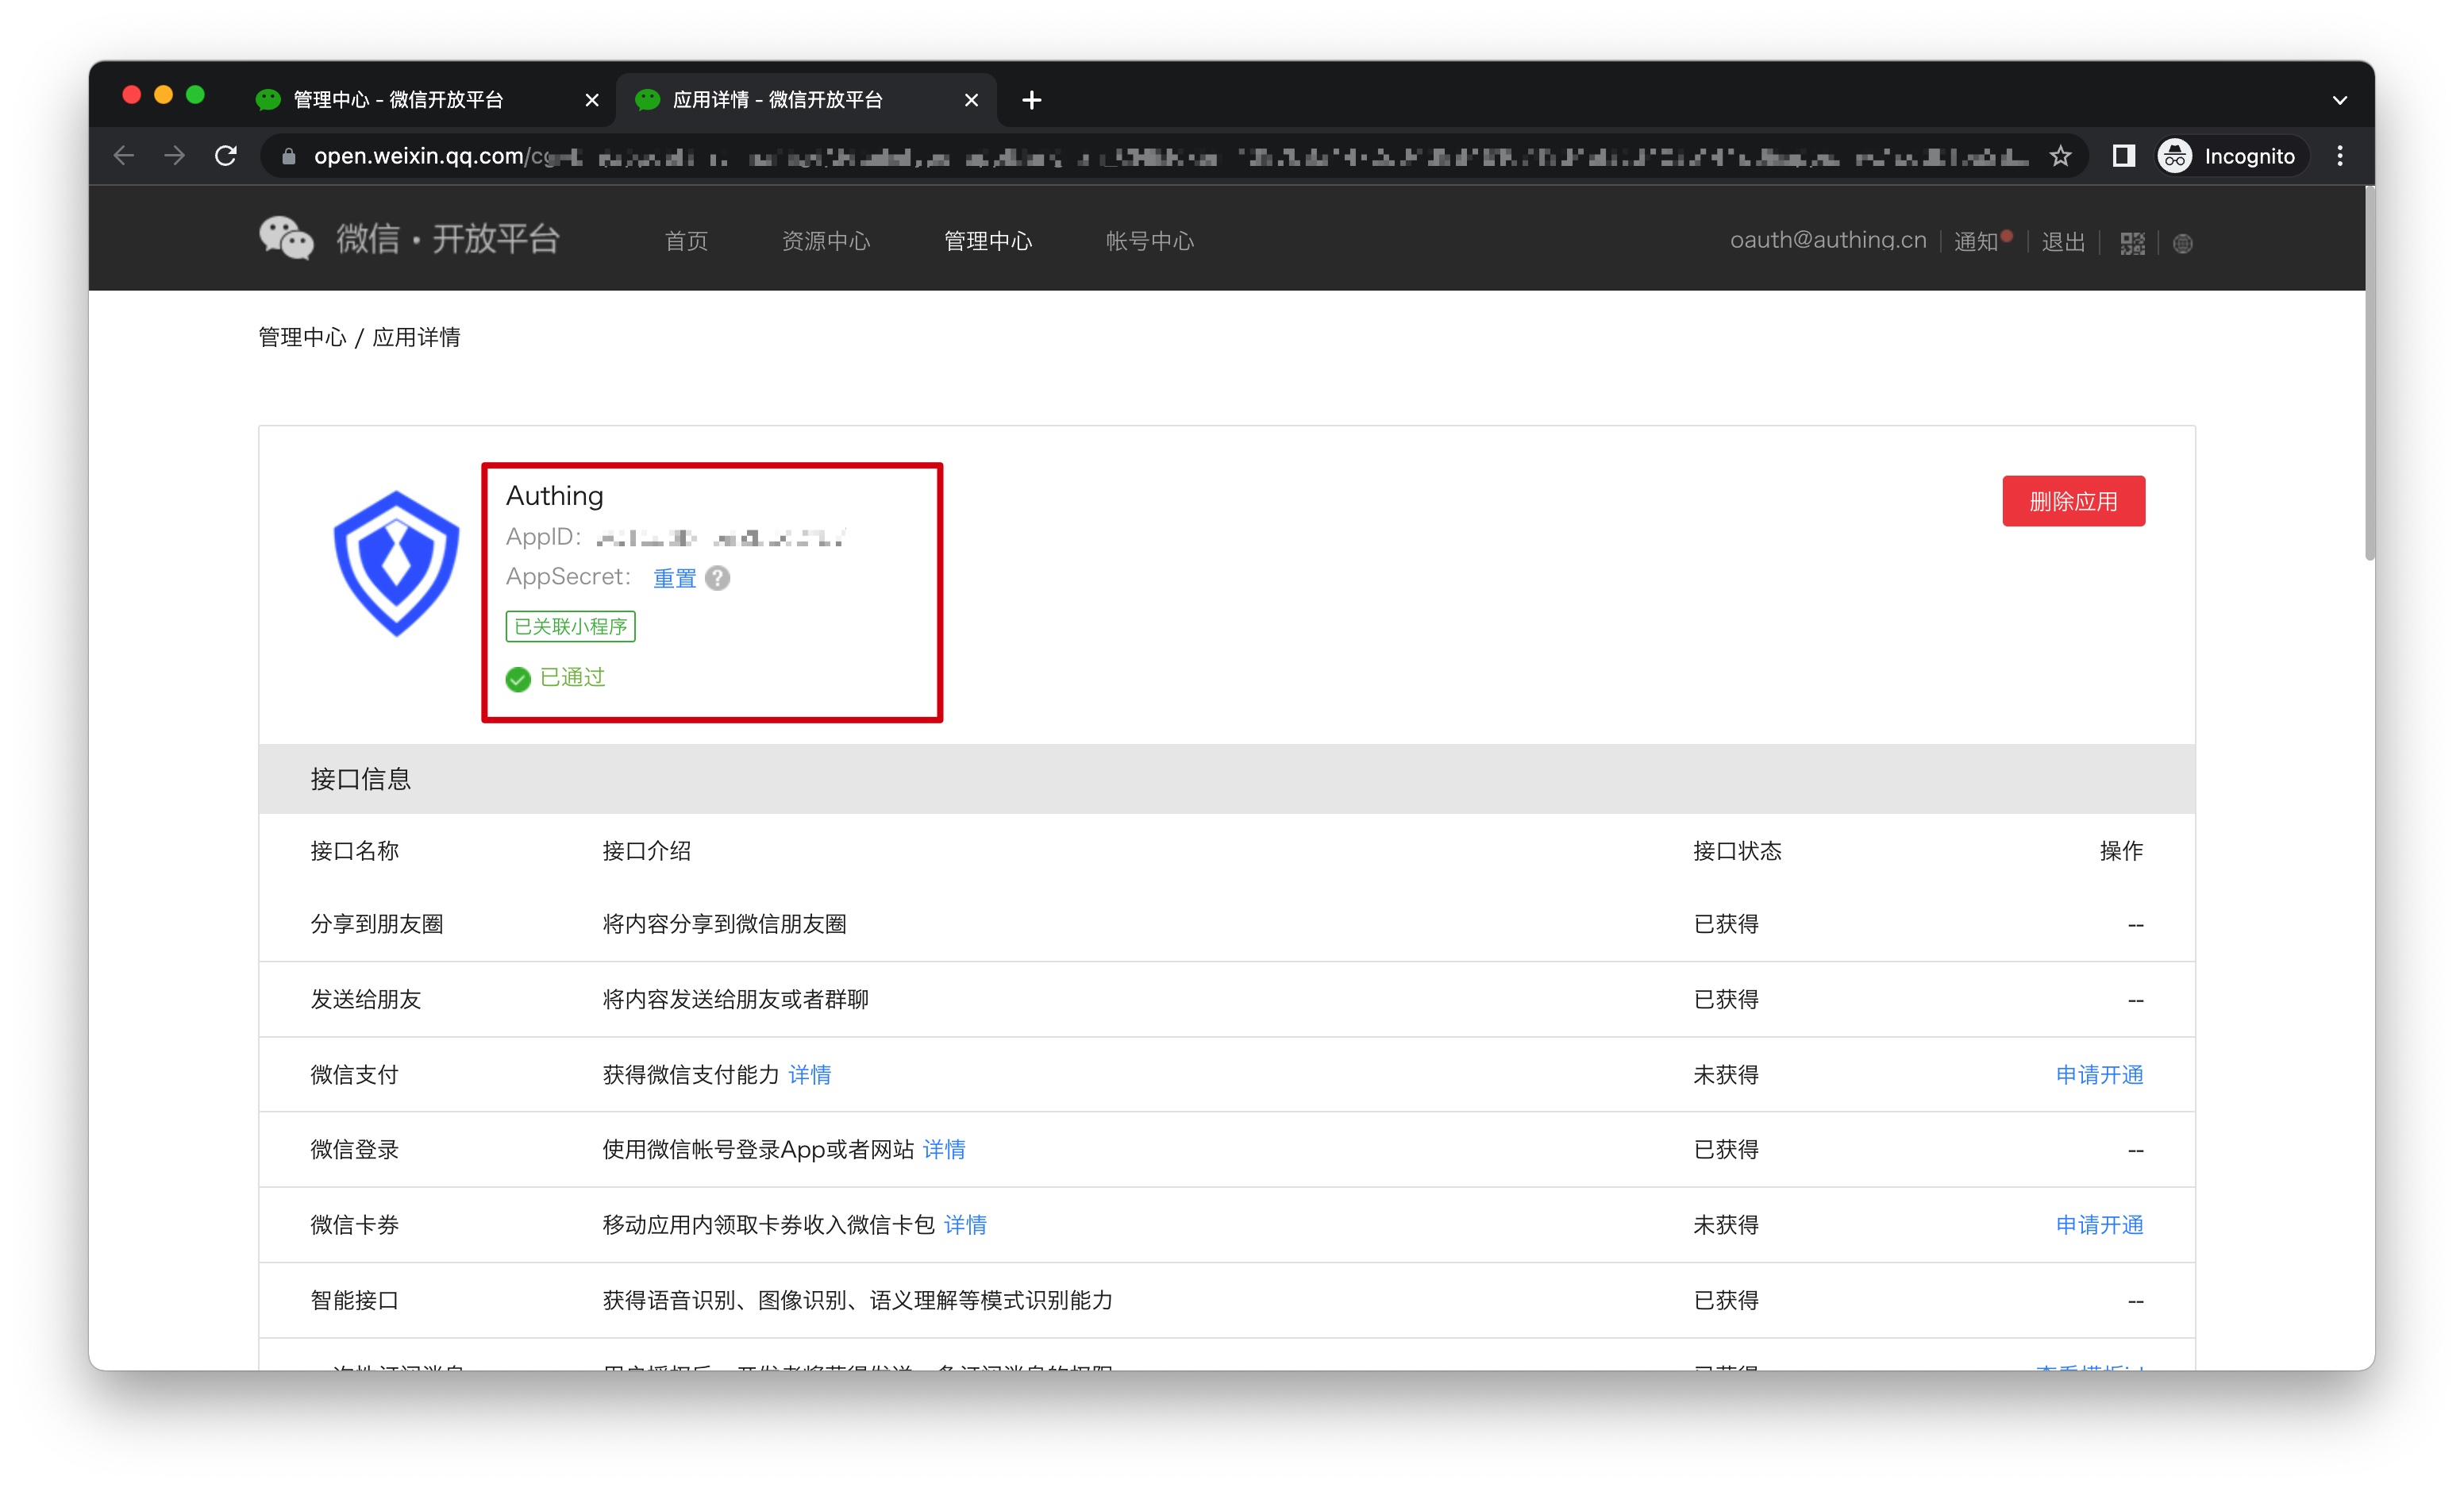 管理中心 - 微信开放平台
应用详情 - 微信开放平台
open.weixin.qq.com/cg
Incognito
微信·开放平台
首页
资源中心
管理中心
帐号中心
oauth@authing.cn
通知
退出
管理中心 / 应用详情
Authing
AppID:
AppSecret: 重置 ?
已关联小程序
已通过
删除应用
接口信息
接口名称 接口介绍 接口状态 操作
分享到朋友圈 将内容分享到微信朋友圈 已获得 --
发送给朋友 将内容发送给朋友或者群聊 已获得 --
微信支付 获得微信支付能力 详情 未获得 申请开通
微信登录 使用微信帐号登录App或者网站 详情 已获得 --
微信卡券 移动应用内领取卡券收入微信卡包 详情 未获得 申请开通
智能接口 获得语音识别、图像识别、语义理解等模式识别能力 已获得 --